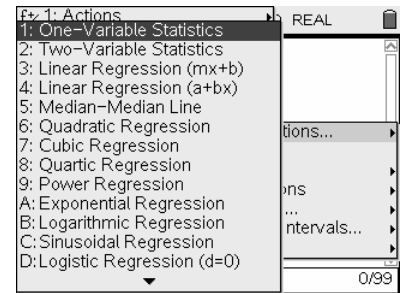 1: Actions
REAL
1: One-Variable Statistics
2: Two-Variable Statistics
3: Linear Regression (mx+b)
4: Linear Regression (a+bx)
5: Median-Median Line
6: Quadratic Regression
7: Cubic Regression
8: Quartic Regression
9: Power Regression
A: Exponential Regression
B: Logarithmic Regression
C: Sinusoidal Regression
D: Logistic Regression (d=0)
tions...
ons
...
ntervals...
0/99